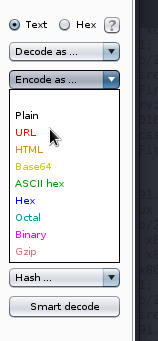 Text Hex ?
Decode as ...
Encode as ...
Plain
URL
HTML
Base64
ASCII hex
Hex
Octal
Binary
Gzip
Hash ...
Smart decode